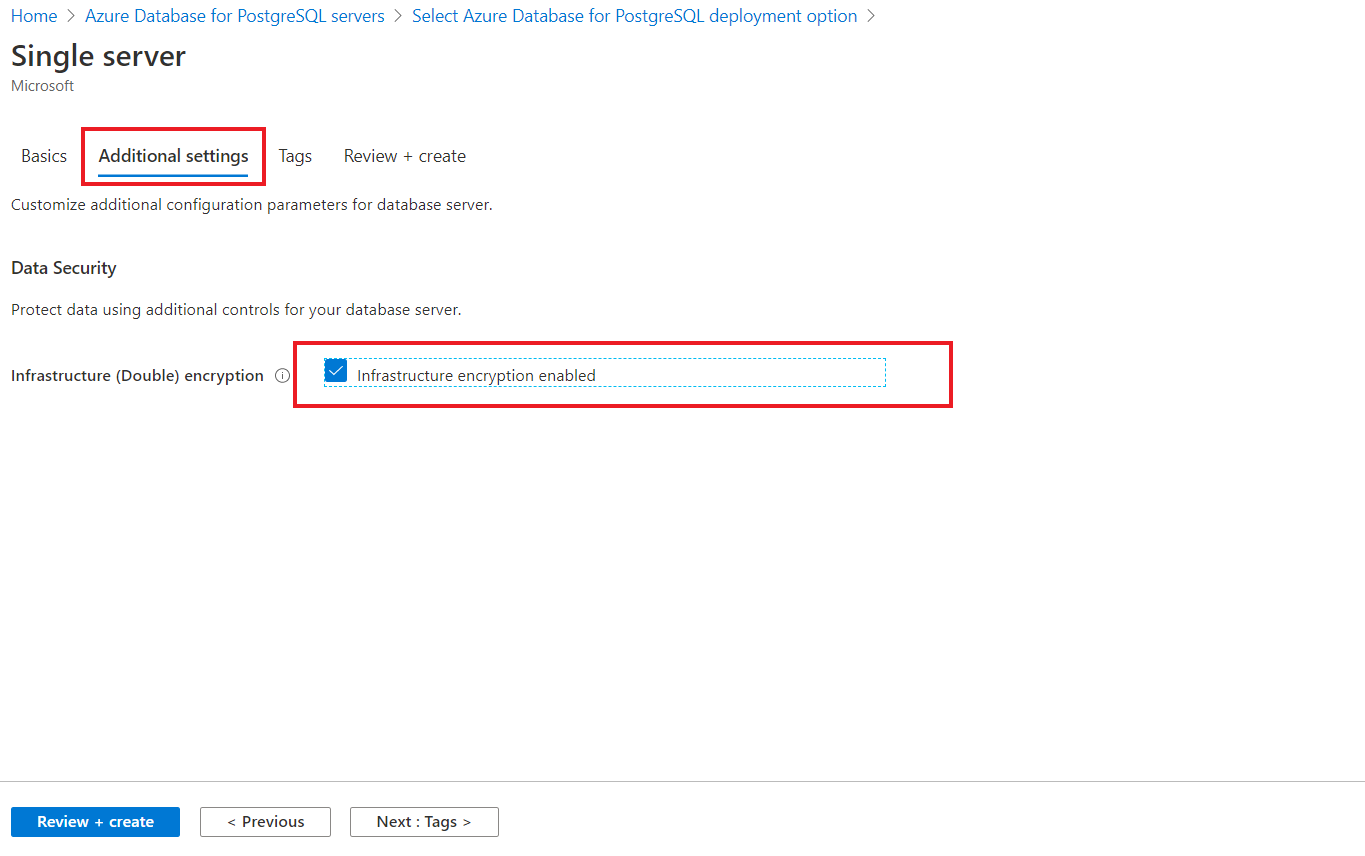 Home > Azure Database for PostgreSQL servers > Select Azure Database for PostgreSQL deployment option >
Single server
Microsoft
Basics Additional settings Tags Review + create
Customize additional configuration parameters for database server.
Data Security
Protect data using additional controls for your database server.
Infrastructure (Double) encryption ⓘ Infrastructure encryption enabled
Review + create < Previous Next : Tags >